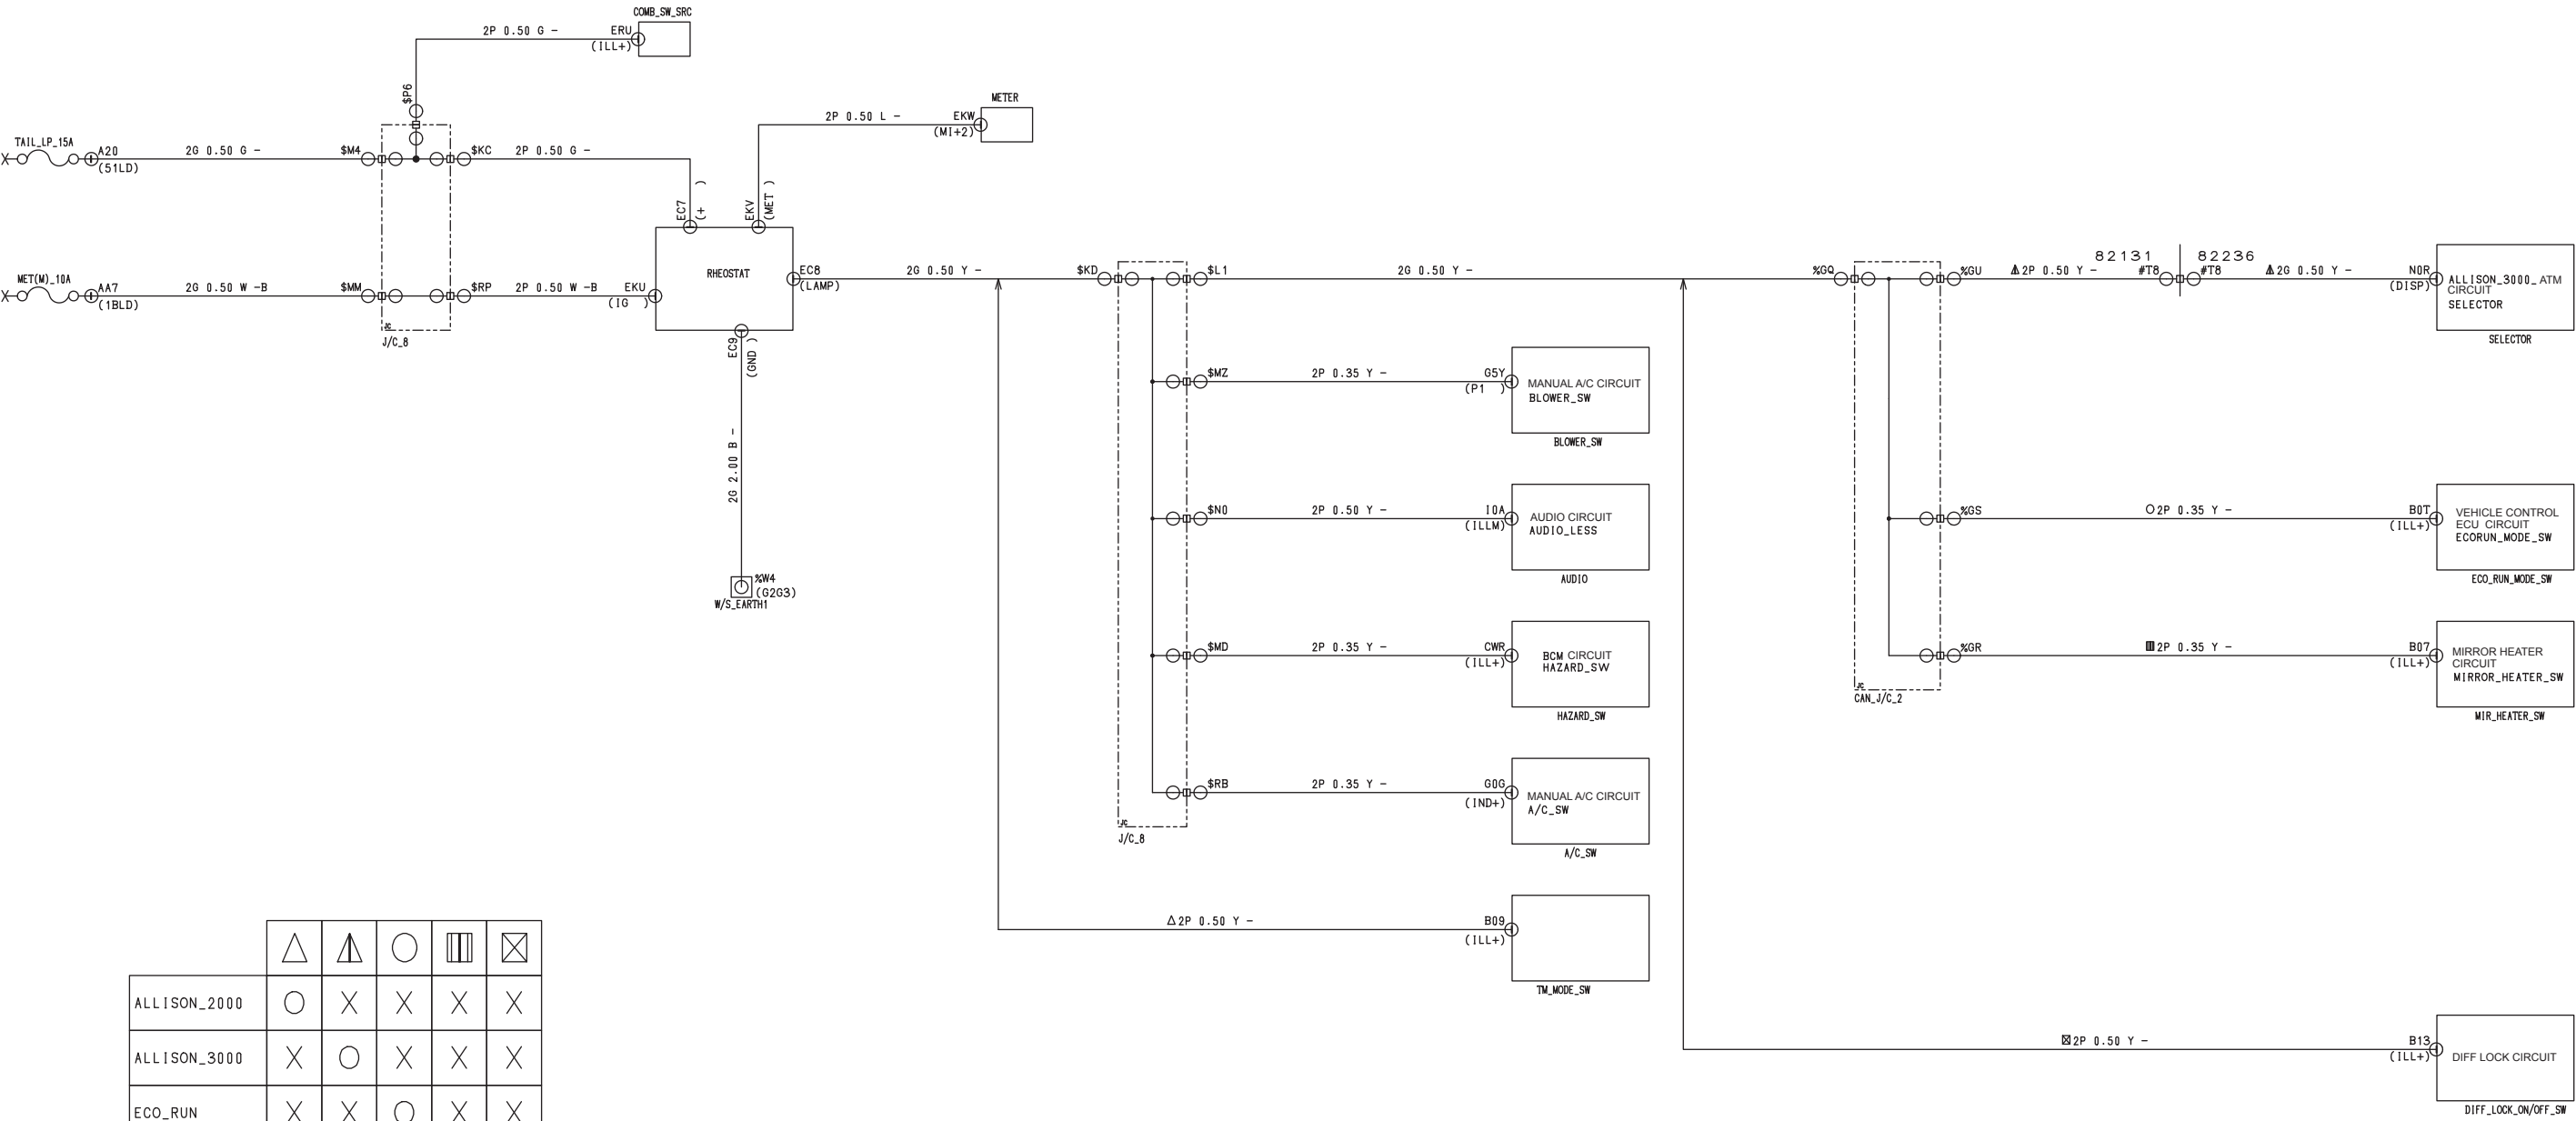 COMB_SW_SRC
2P 0.50 G -
ERU
(ILL+)
$P6
METER
2P 0.50 L -
EKW
(MI+2)
TAIL_LP_15A
A20
(51LD)
2G 0.50 G -
$M4
$KC
2P 0.50 G -
EC7
(+ )
EKV
(MET )
MET(M)_10A
AA7
(1BLD)
2G 0.50 W -B
$MM
$RP
2P 0.50 W -B
EKU
(IG )
JC
J/C_8
RHEOSTAT
EC8
(LAMP)
EC9
(GND )
2G 2.00 B -
%W4
(G2G3)
W/S_EARTH1
2G 0.50 Y -
$KD
$L1
2G 0.50 Y -
%GQ
%GU
2P 0.50 Y -
82131
82236
#T8
#T8
2G 0.50 Y -
N0R
(DISP)
ALLISON_3000_ ATM
CIRCUIT
SELECTOR
SELECTOR
$MZ
2P 0.35 Y -
G5Y
(P1 )
MANUAL A/C CIRCUIT
BLOWER_SW
BLOWER_SW
$N0
2P 0.50 Y -
I0A
(ILLM)
AUDIO CIRCUIT
AUDIO_LESS
AUDIO
%GS
2P 0.35 Y -
B0T
(ILL+)
VEHICLE CONTROL
ECU CIRCUIT
ECORUN_MODE_SW
ECO_RUN_MODE_SW
$MD
2P 0.35 Y -
CWR
(ILL+)
BCM CIRCUIT
HAZARD_SW
HAZARD_SW
%GR
2P 0.35 Y -
B07
(ILL+)
MIRROR HEATER
CIRCUIT
MIRROR_HEATER_SW
MIR_HEATER_SW
JC
CAN_J/C_2
$RB
2P 0.35 Y -
G0G
(IND+)
MANUAL A/C CIRCUIT
A/C_SW
A/C_SW
JC
J/C_8
2P 0.50 Y -
B09
(ILL+)
TM_MODE_SW
2P 0.50 Y -
B13
(ILL+)
DIFF LOCK CIRCUIT
DIFF_LOCK_ON/OFF_SW
ALLISON_2000 O X X X X
ALLISON_3000 X O X X X
ECO_RUN X X O X X